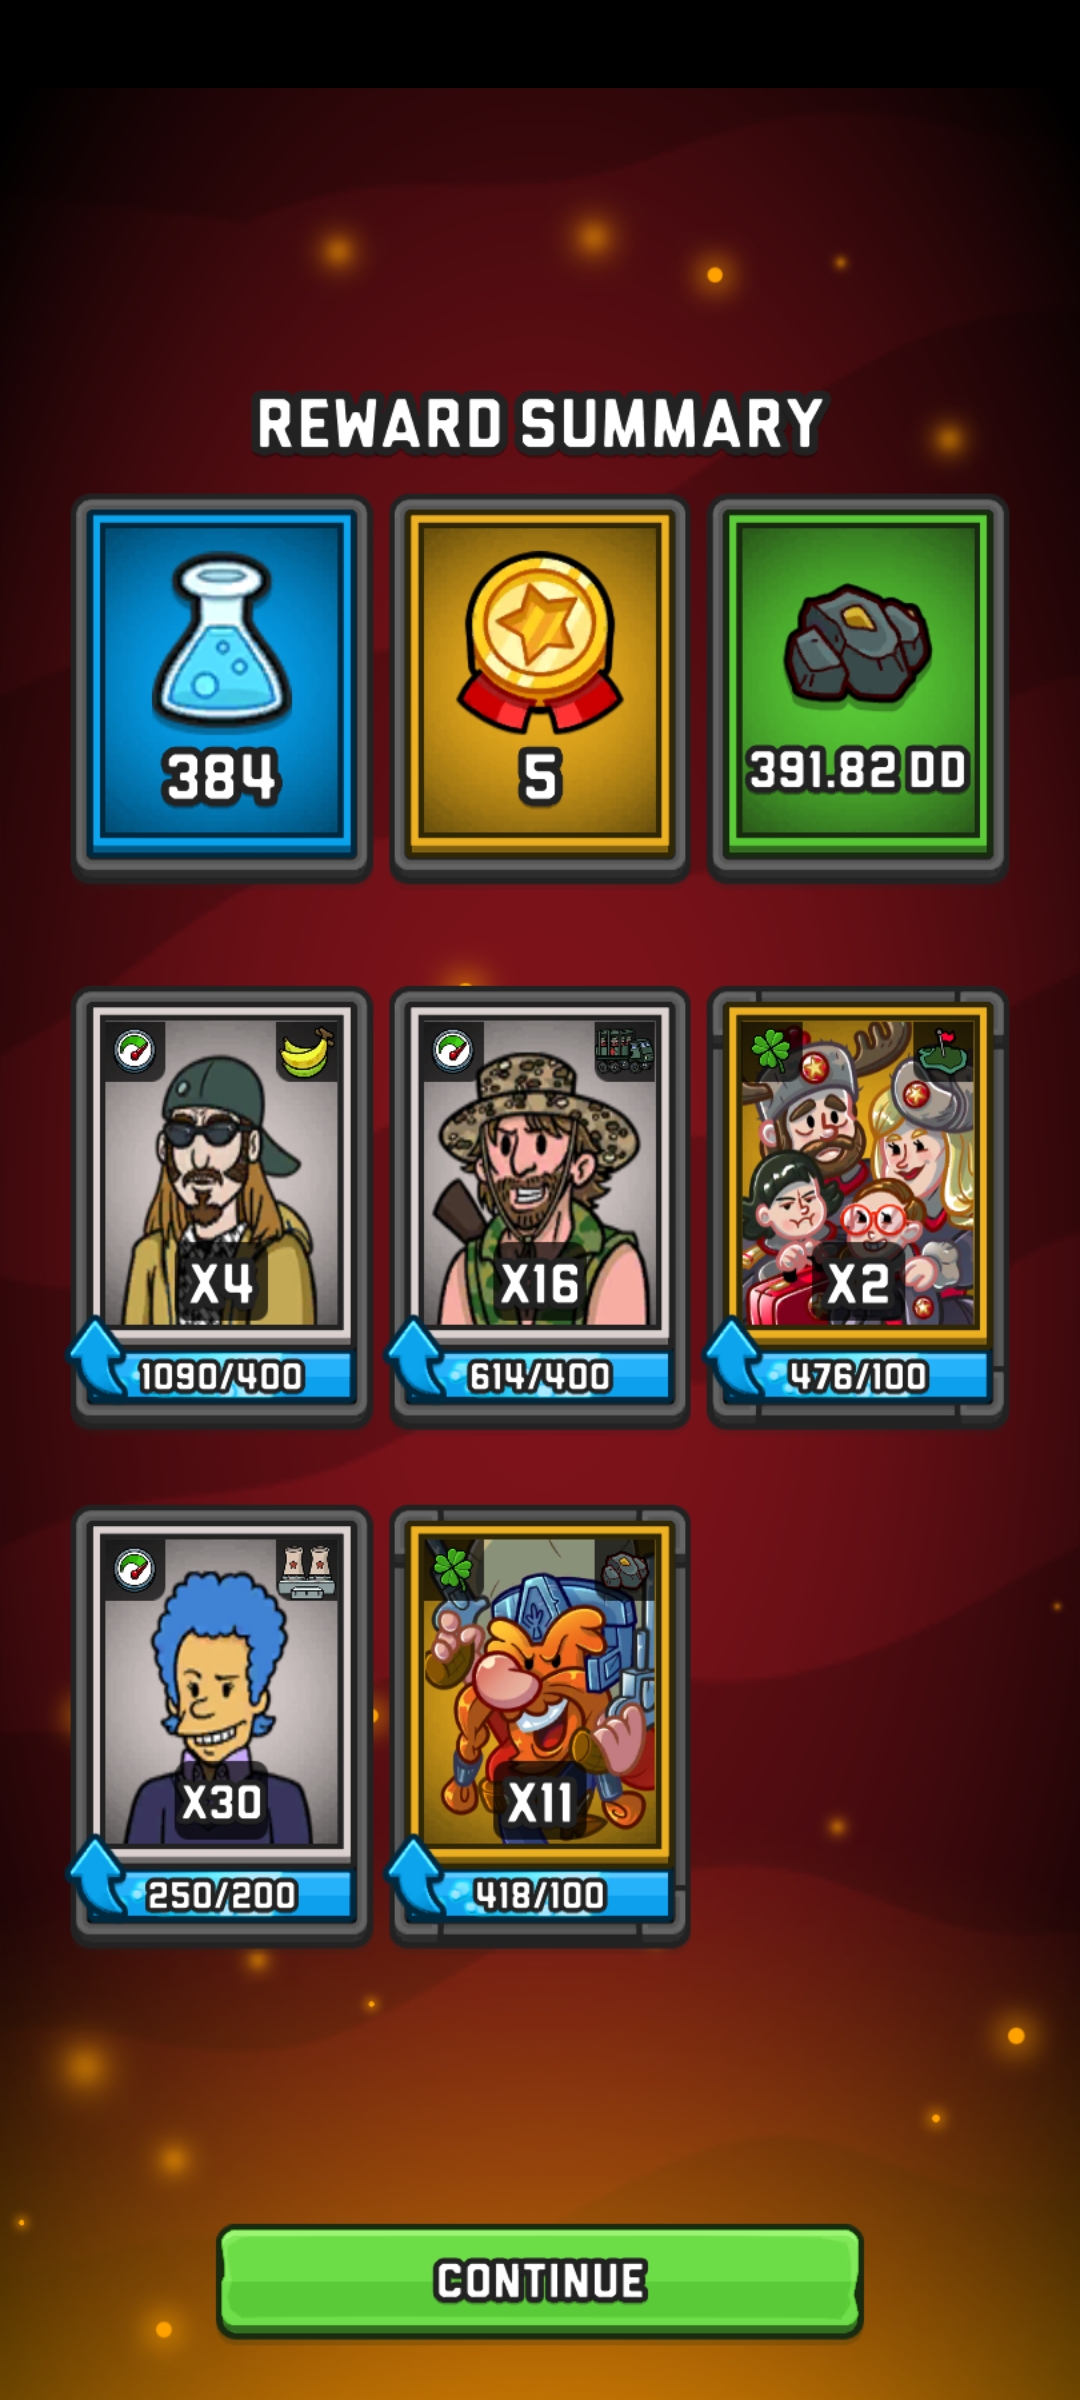 REWARD SUMMARY
384
5
391.82 DD
X4
X16
X2
1090/400
614/400
476/100
X30
X11
250/200
418/100
CONTINUE